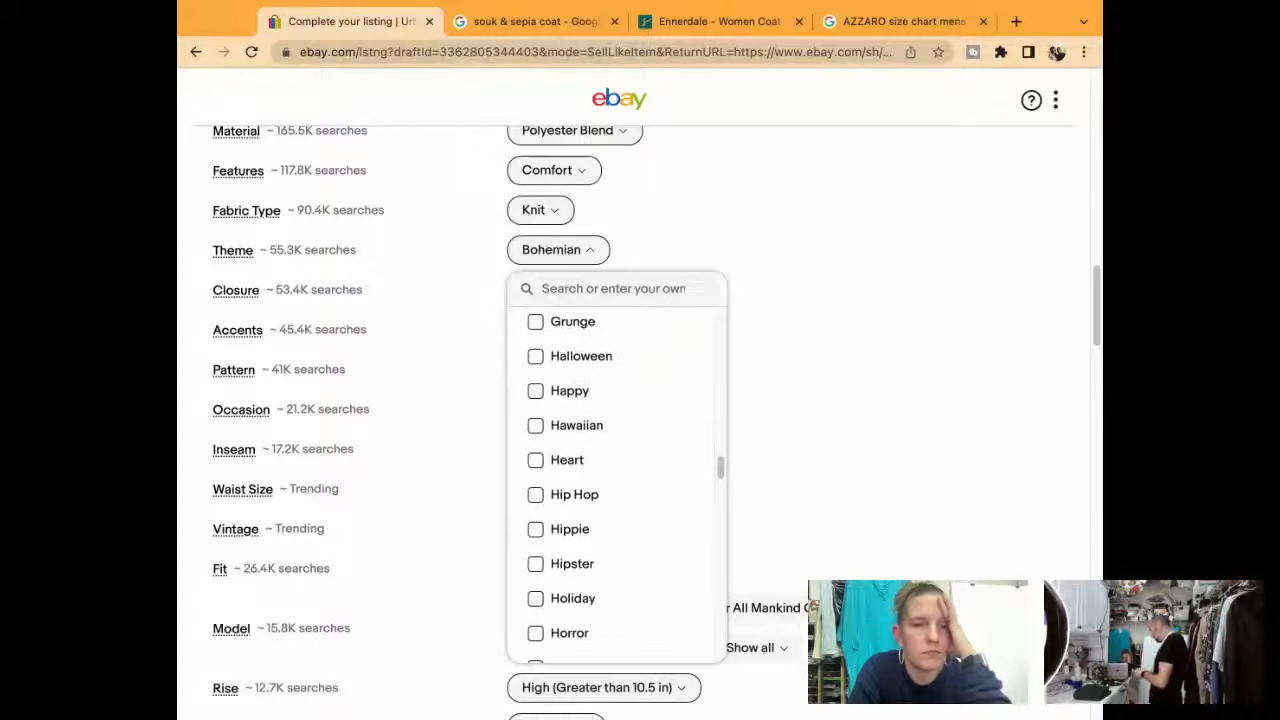 Complete your listing | Urb
souk & sepia coat - Goog
Ennerdale - Women Coat
AZZARO size chart mens
ebay.com/lstng?draftId=3362805344403&mode=SellLikeItem&ReturnURL=https://www.ebay.com/sh/...
ebay
Material ~ 165.5K searches
Polyester Blend
Features ~ 117.8K searches
Comfort
Fabric Type ~ 90.4K searches
Knit
Theme ~ 55.3K searches
Bohemian
Closure ~ 53.4K searches
Search or enter your own
Grunge
Accents ~ 45.4K searches
Halloween
Pattern ~ 41K searches
Happy
Occasion ~ 21.2K searches
Hawaiian
Inseam ~ 17.2K searches
Heart
Waist Size ~ Trending
Hip Hop
Vintage ~ Trending
Hippie
Fit ~ 26.4K searches
Hipster
Holiday
r All Mankind
Model ~ 15.8K searches
Horror
Show all
Rise ~ 12.7K searches
High (Greater than 10.5 in)